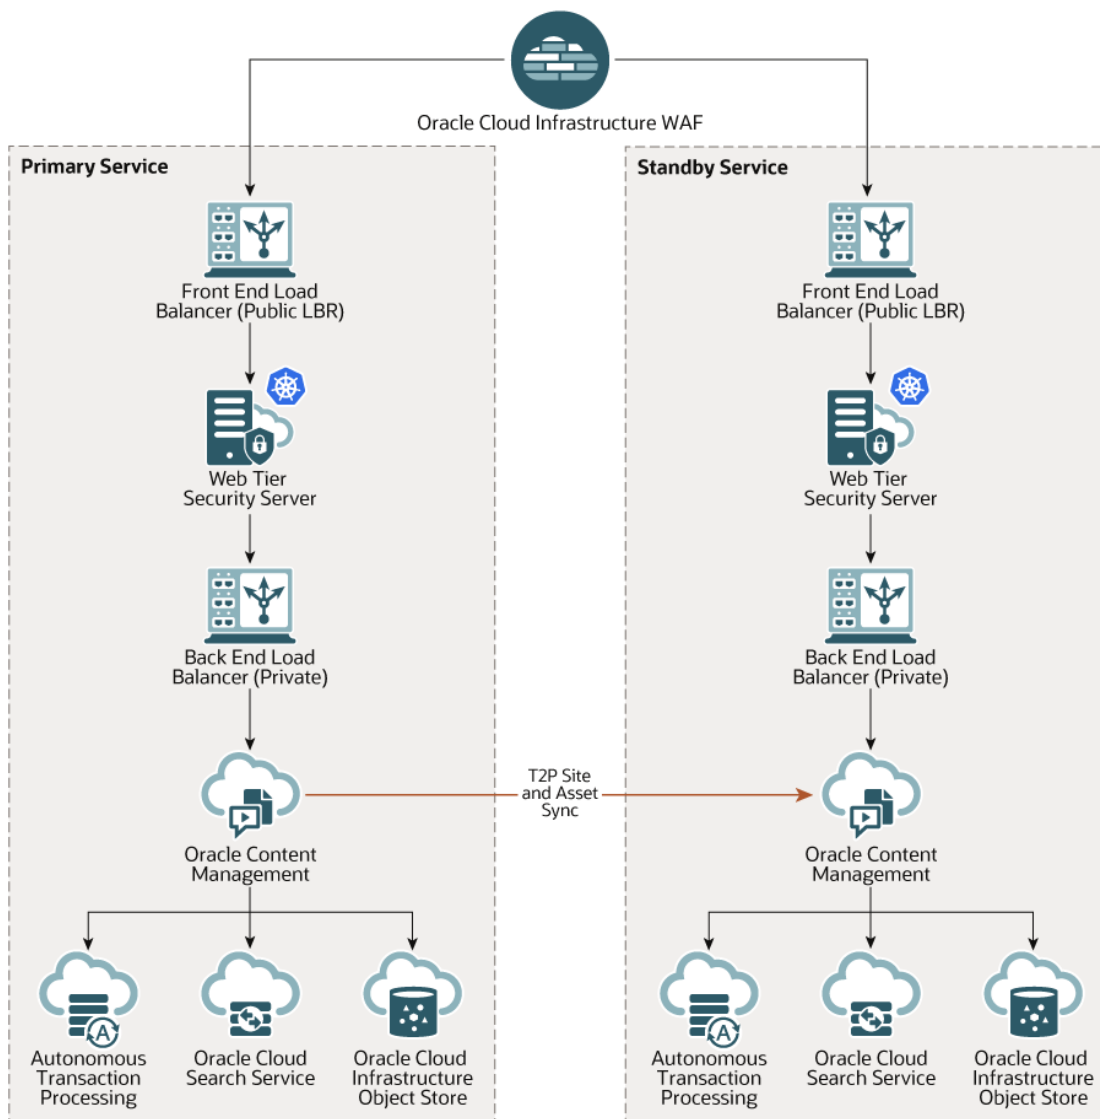 Oracle Cloud Infrastructure WAF
Primary Service
Front End Load
Balancer (Public LBR)
Web Tier
Security Server
Back End Load
Balancer (Private)
Oracle Content
Management
Autonomous
Transaction
Processing
Oracle Cloud
Search Service
Oracle Cloud
Infrastructure
Object Store
T2P Site
and Asset
Sync
Standby Service
Front End Load
Balancer (Public LBR)
Web Tier
Security Server
Back End Load
Balancer (Private)
Oracle Content
Management
Autonomous
Transaction
Processing
Oracle Cloud
Search Service
Oracle Cloud
Infrastructure
Object Store